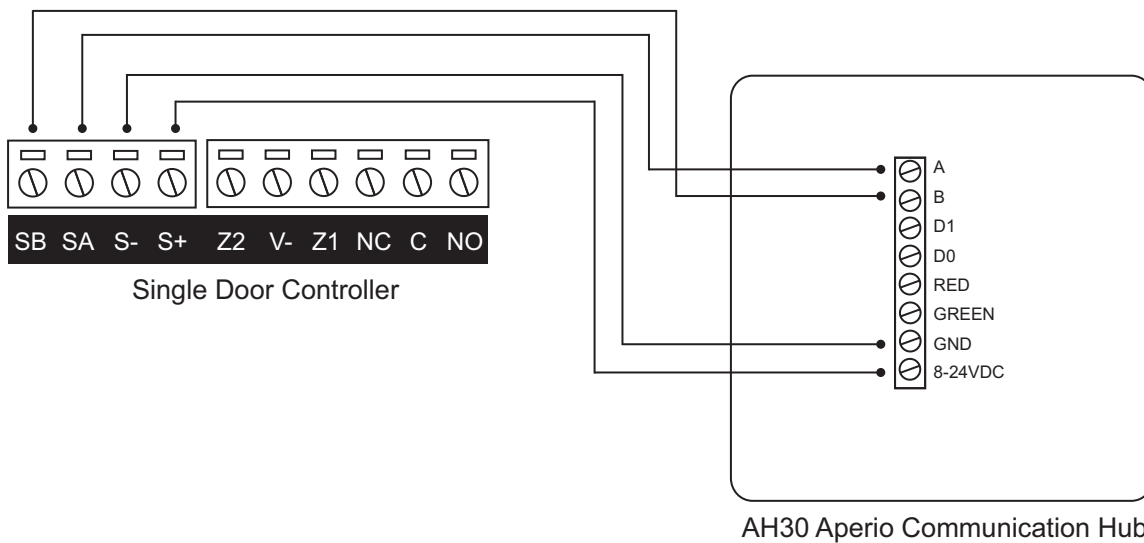 SB SA S- S+ Z2 V- Z1 NC C NO
Single Door Controller
A
B
D1
D0
RED
GREEN
GND
8-24VDC
AH30 Aperio Communication Hub